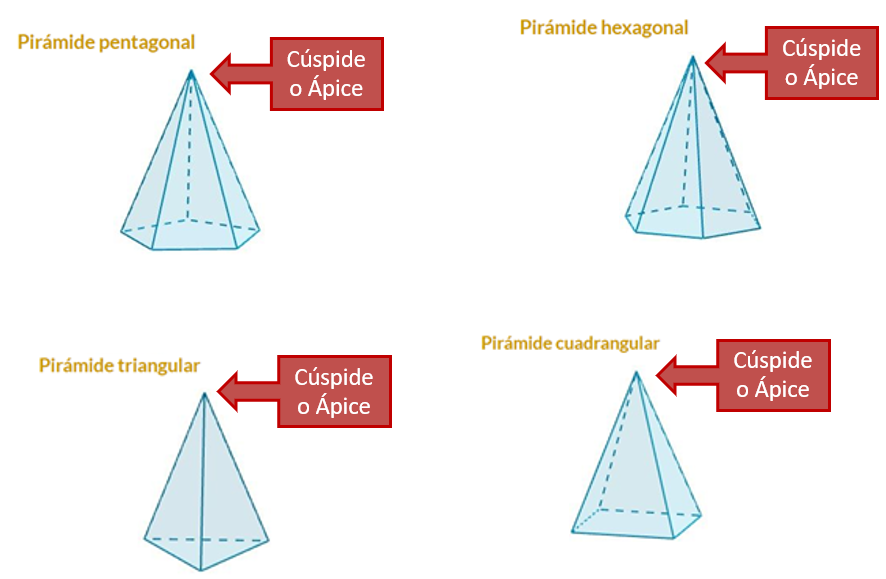 Pirámide pentagonal
Cúspide
o Ápice
Pirámide hexagonal
Cúspide
o Ápice
Pirámide triangular
Cúspide
o Ápice
Pirámide cuadrangular
Cúspide
o Ápice